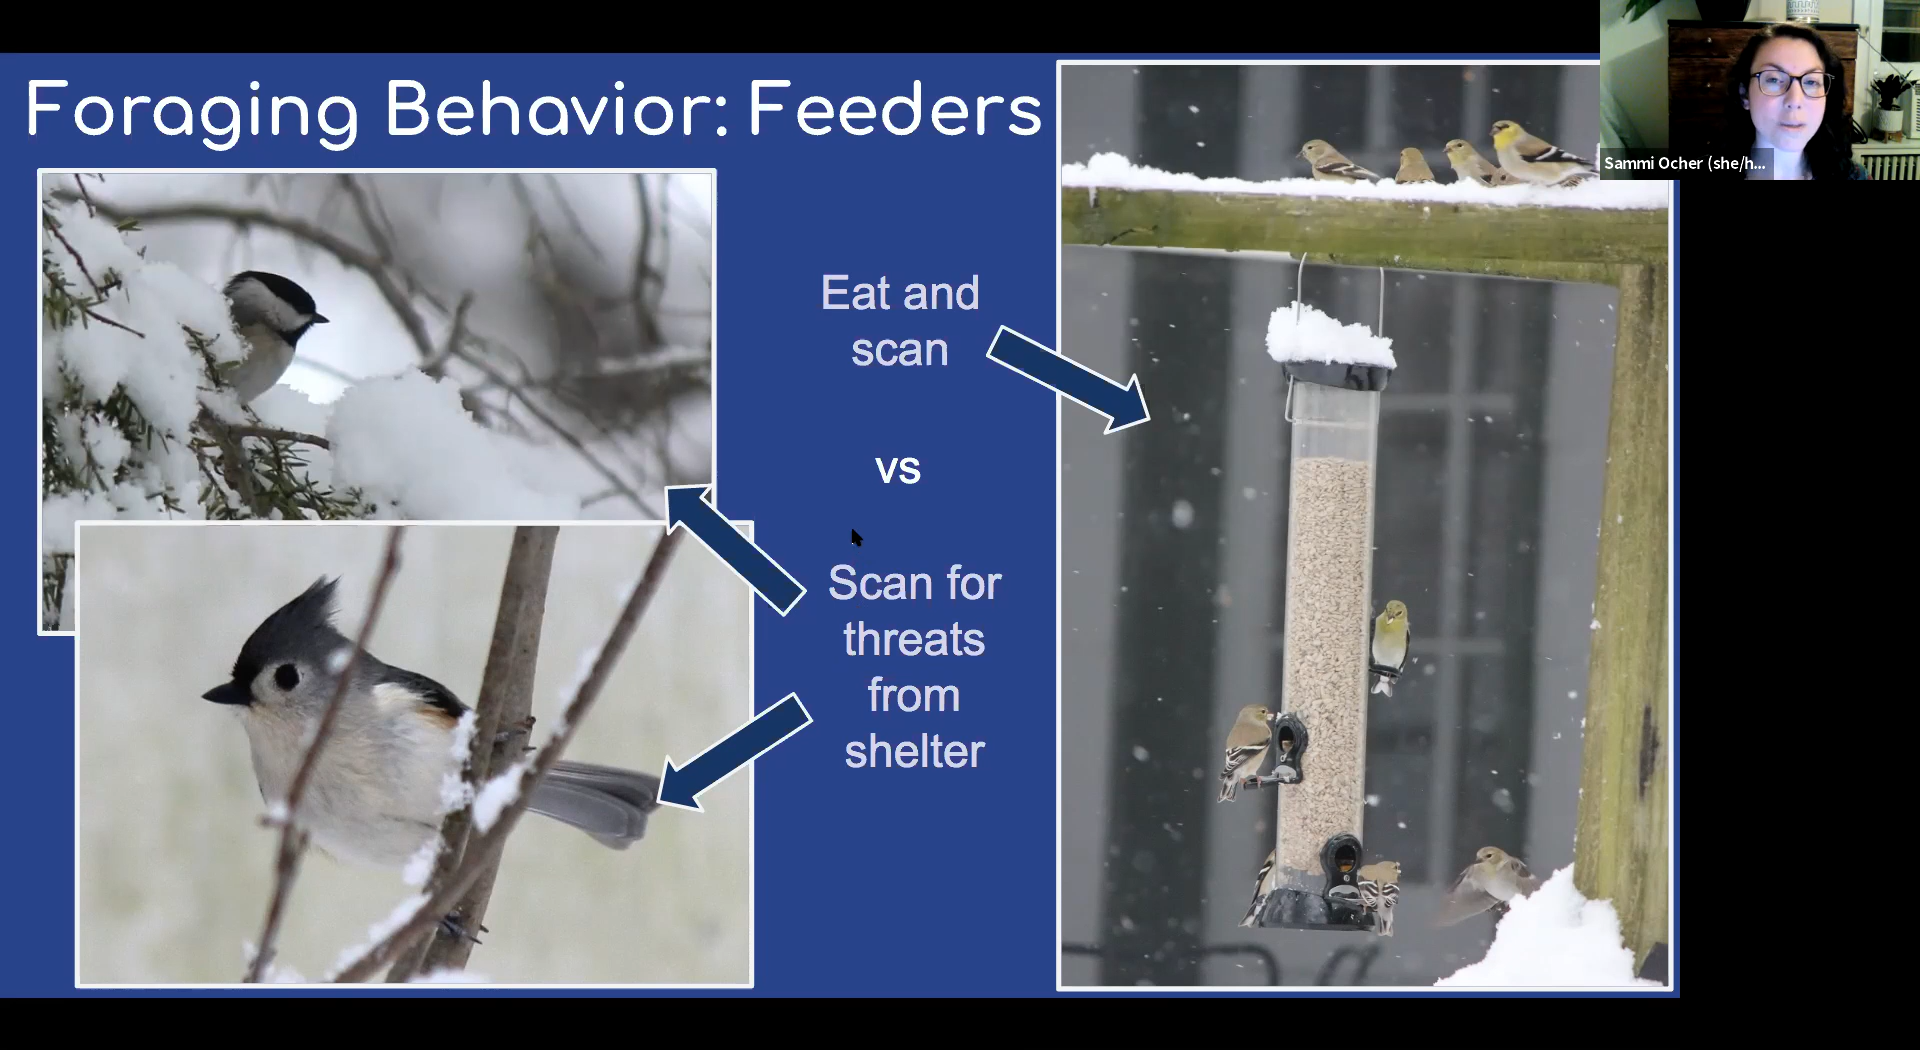 Foraging Behavior: Feeders
Sammi Ocher (she/h...
Eat and
scan
vs
Scan for
threats
from
shelter